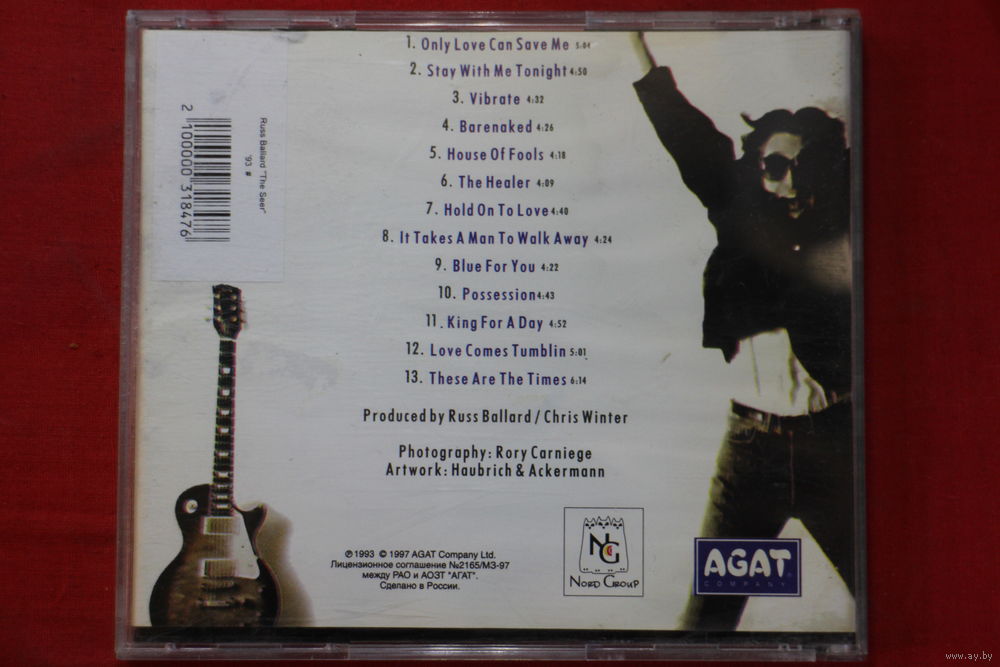 1. Only Love Can Save Me 5:04
2. Stay With Me Tonight 4:50
3. Vibrate 4:32
4. Barenaked 4:26
5. House Of Fools 4:18
6. The Healer 4:09
7. Hold On To Love 4:40
8. It Takes A Man To Walk Away 4:24
9. Blue For You 4:22
10. Possession 4:43
11. King For A Day 4:52
12. Love Comes Tumblin 5:01
13. These Are The Times 6:14
Produced by Russ Ballard / Chris Winter
Photography: Rory Carniege
Artwork: Haubrich & Ackermann
℗ 1993 © 1997 AGAT Company Ltd.
Лицензионное соглашение №2165/МЗ-97
между РАО и АОЗТ "АГАТ".
Сделано в России.
NG
NORD GROUP
AGAT®
COMPANY
Russ Ballard "The Seer"
'93 #
2 100000 318476
www.ay.by